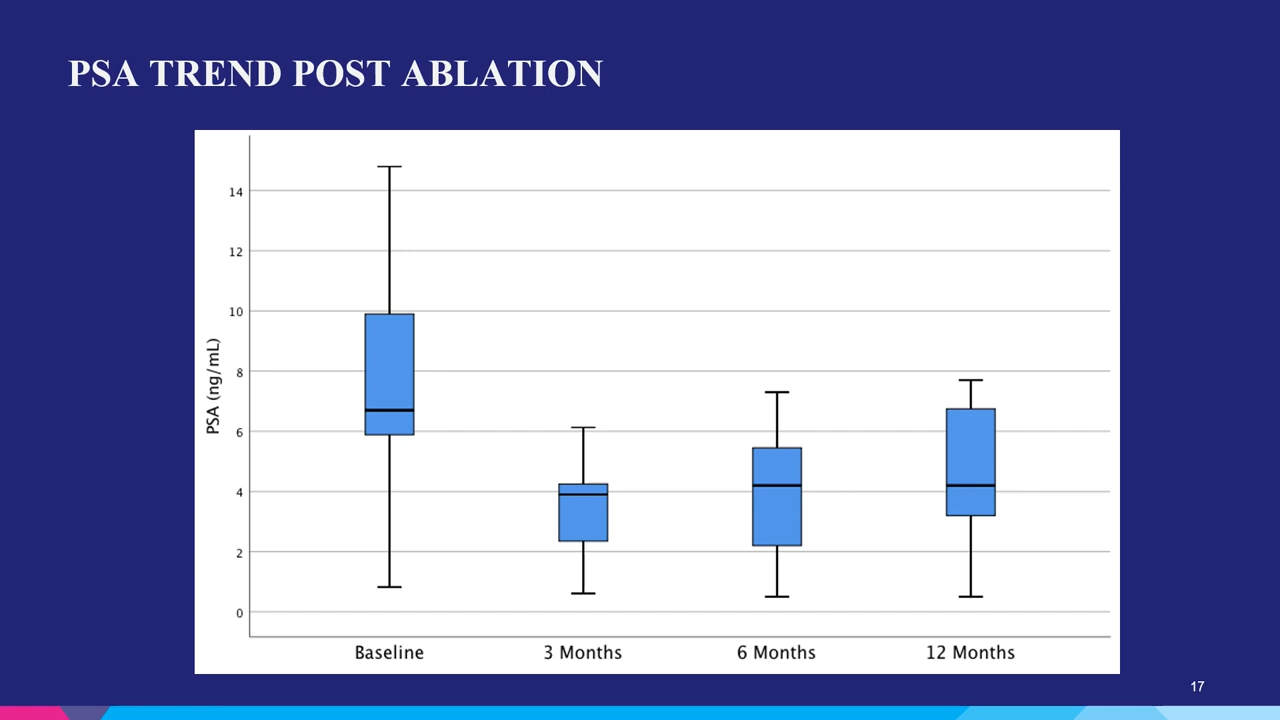 PSA TREND POST ABLATION
14
12
10
8
6
4
2
0
PSA (ng/mL)
Baseline
3 Months
6 Months
12 Months
17